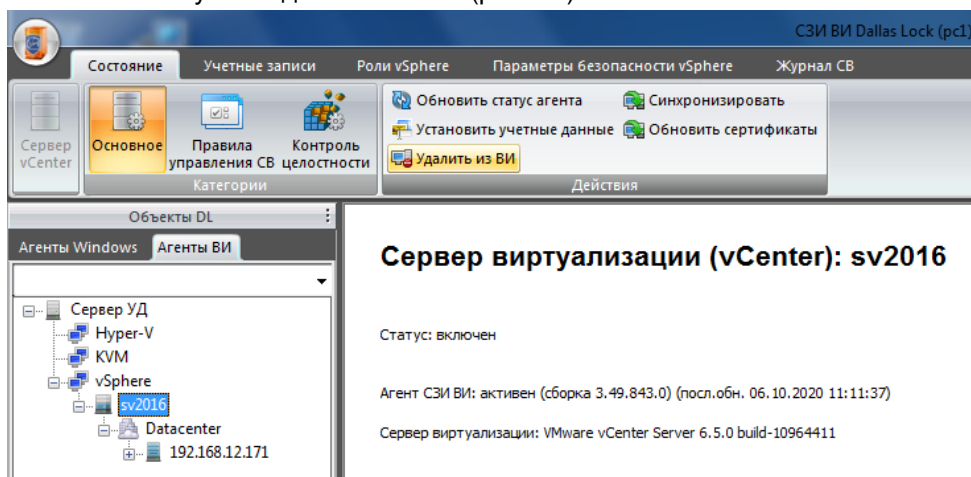 СЗИ ВИ Dallas Lock (pc1)
Состояние Учетные записи Роли vSphere Параметры безопасности vSphere Журнал СВ
Сервер vCenter
Основное
Правила управления СВ
Контроль целостности
Категории
Обновить статус агента
Синхронизировать
Установить учетные данные
Обновить сертификаты
Удалить из ВИ
Действия
Объекты DL
Агенты Windows Агенты ВИ
Сервер УД
Hyper-V
KVM
vSphere
sv2016
Datacenter
192.168.12.171
Сервер виртуализации (vCenter): sv2016
Статус: включен
Агент СЗИ ВИ: активен (сборка 3.49.843.0) (посл.обн. 06.10.2020 11:11:37)
Сервер виртуализации: VMware vCenter Server 6.5.0 build-10964411